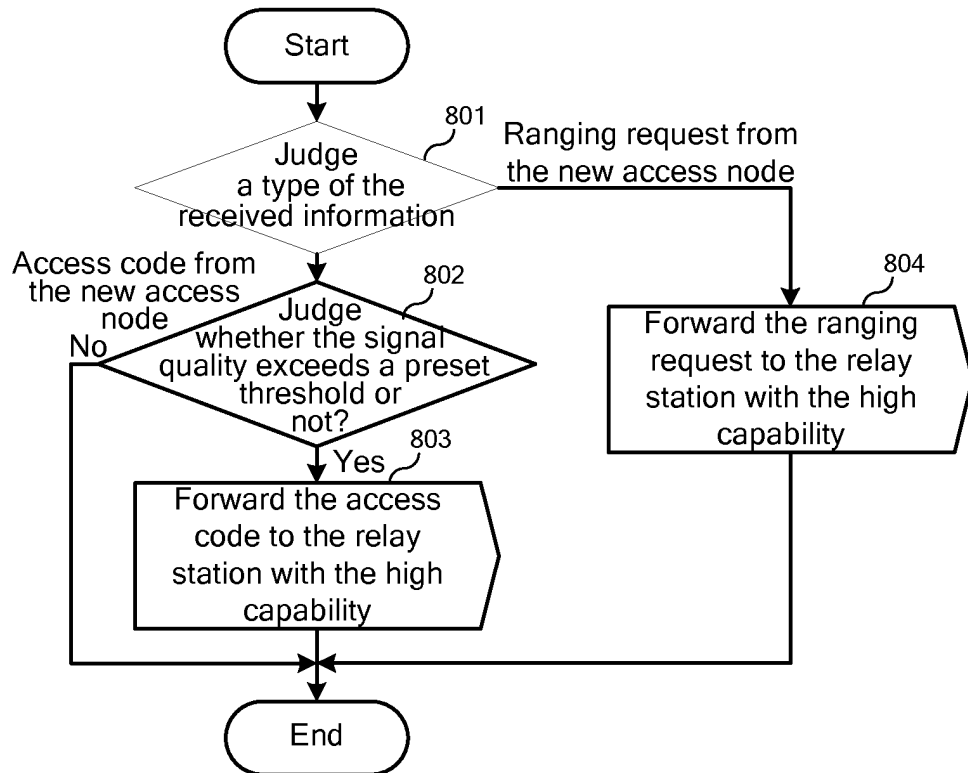 Start
801
Judge
a type of the
received information
Ranging request from
the new access node
Access code from
the new access
node
802
Judge
whether the signal
quality exceeds a preset
threshold or
not?
No
Yes
804
Forward the ranging
request to the relay
station with the high
capability
803
Forward the access
code to the relay
station with the high
capability
End